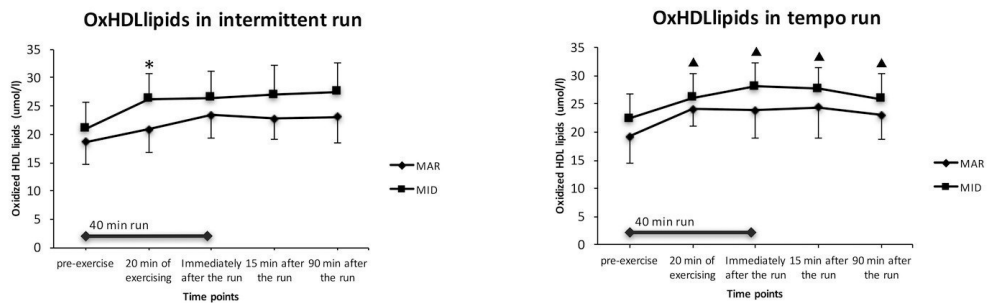 OxHDLlipids in intermittent run
35
30
25
20
15
10
5
0
Oxidized HDL lipids (umol/l)
*
40 min run
pre-exercise
20 min of
exercising
Immediately
after the run
15 min after
the run
90 min after
the run
Time points
MAR
MID
OxHDLlipids in tempo run
35
30
25
20
15
10
5
0
Oxidized HDL lipids (umol/l)
40 min run
pre-exercise
20 min of
exercising
Immediately
after the run
15 min after
the run
90 min after
the run
Time points
MAR
MID